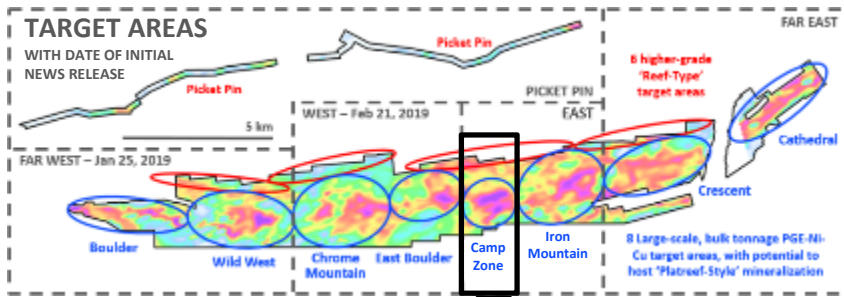 TARGET AREAS
WITH DATE OF INITIAL
NEWS RELEASE
Picket Pin
5 km
Picket Pin
PICKET PIN
FAR EAST
6 higher-grade
'Reef-Type'
target areas
WEST – Feb 21, 2019
EAST
FAR WEST – Jan 25, 2019
Cathedral
Crescent
Boulder
Wild West
Chrome
Mountain
East Boulder
Camp
Zone
Iron
Mountain
8 Large-scale, bulk tonnage PGE-Ni-
Cu target areas, with potential to
host 'Platreef-Style' mineralization